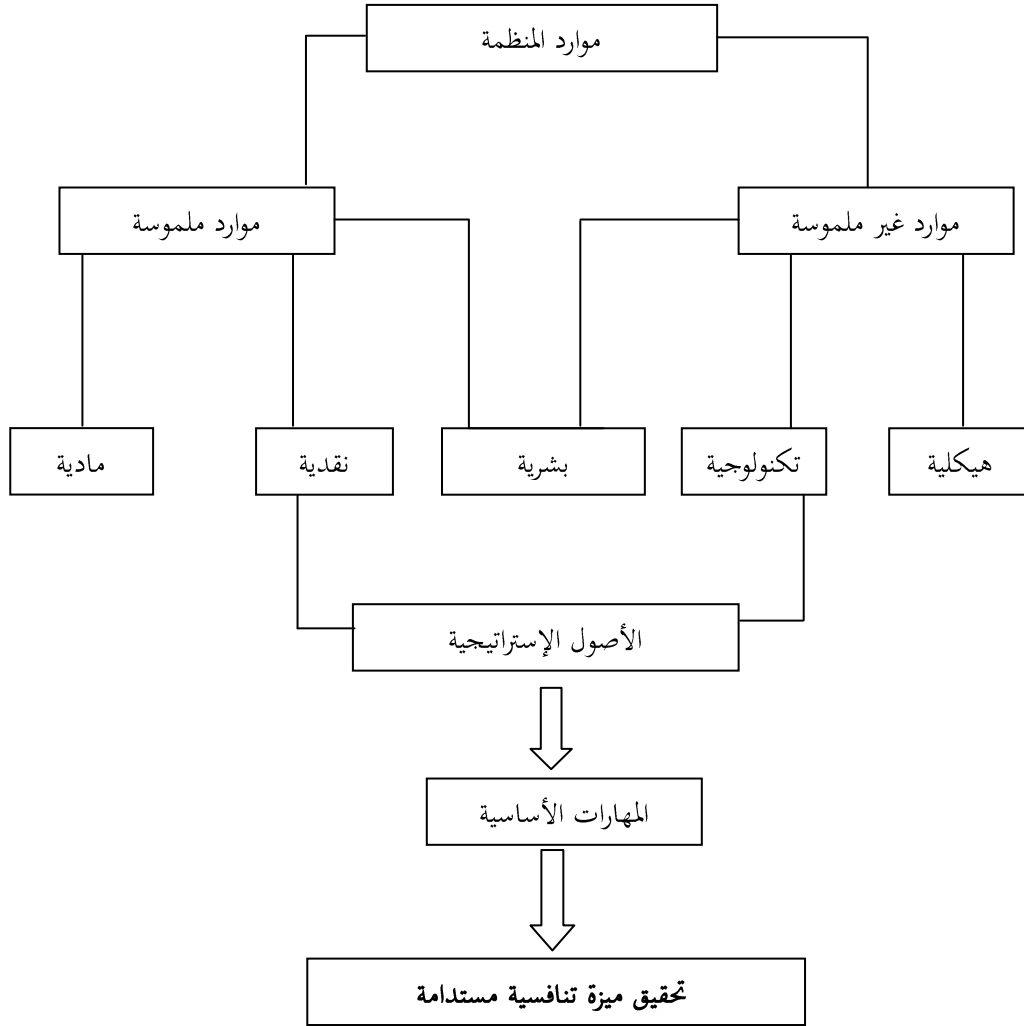 موارد المنظمة
موارد غير ملموسة
موارد ملموسة
هيكلية
تكنولوجية
بشرية
نقدية
مادية
الأصول الإستراتيجية
المهارات الأساسية
تحقيق ميزة تنافسية مستدامة